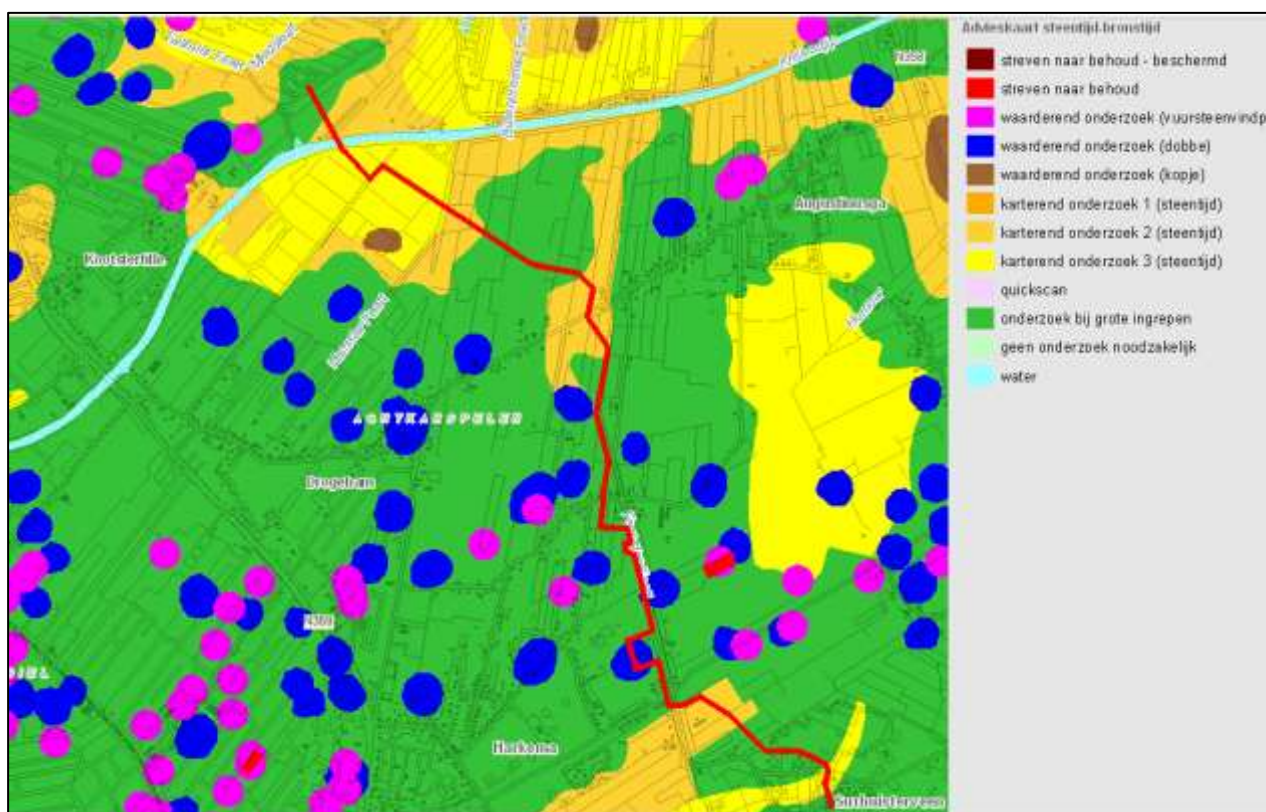 Advieskaart steentijd-bronstijd
streven naar behoud - beschermd
streven naar behoud
waarderend onderzoek (vuursteenvindp
waarderend onderzoek (dobbe)
waarderend onderzoek (kopje)
karterend onderzoek 1 (steentijd)
karterend onderzoek 2 (steentijd)
karterend onderzoek 3 (steentijd)
quickscan
onderzoek bij grote ingrepen
geen onderzoek noodzakelijk
water
N358
Augustinusga
Kootsterhille
ACHTKARSPELEN
Drogeham
N369
DIEL
Harkema
Surhuisterveen